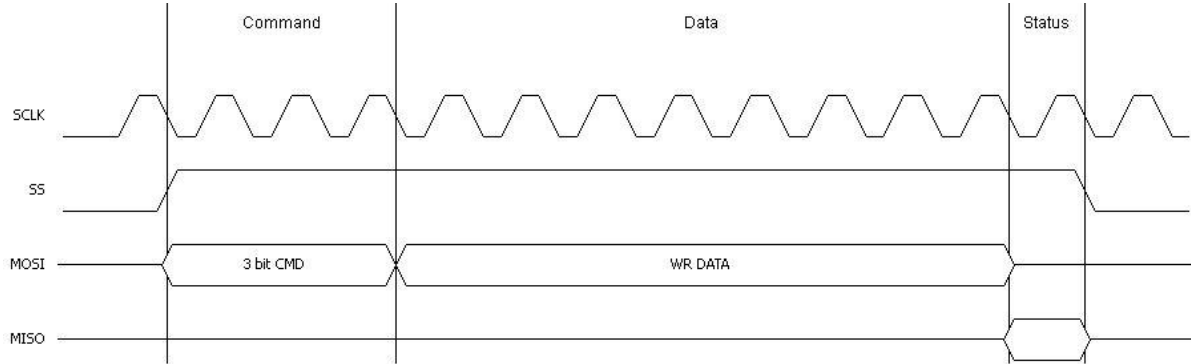 Command Data Status
SCLK
SS
MOSI 3 bit CMD WR DATA
MISO